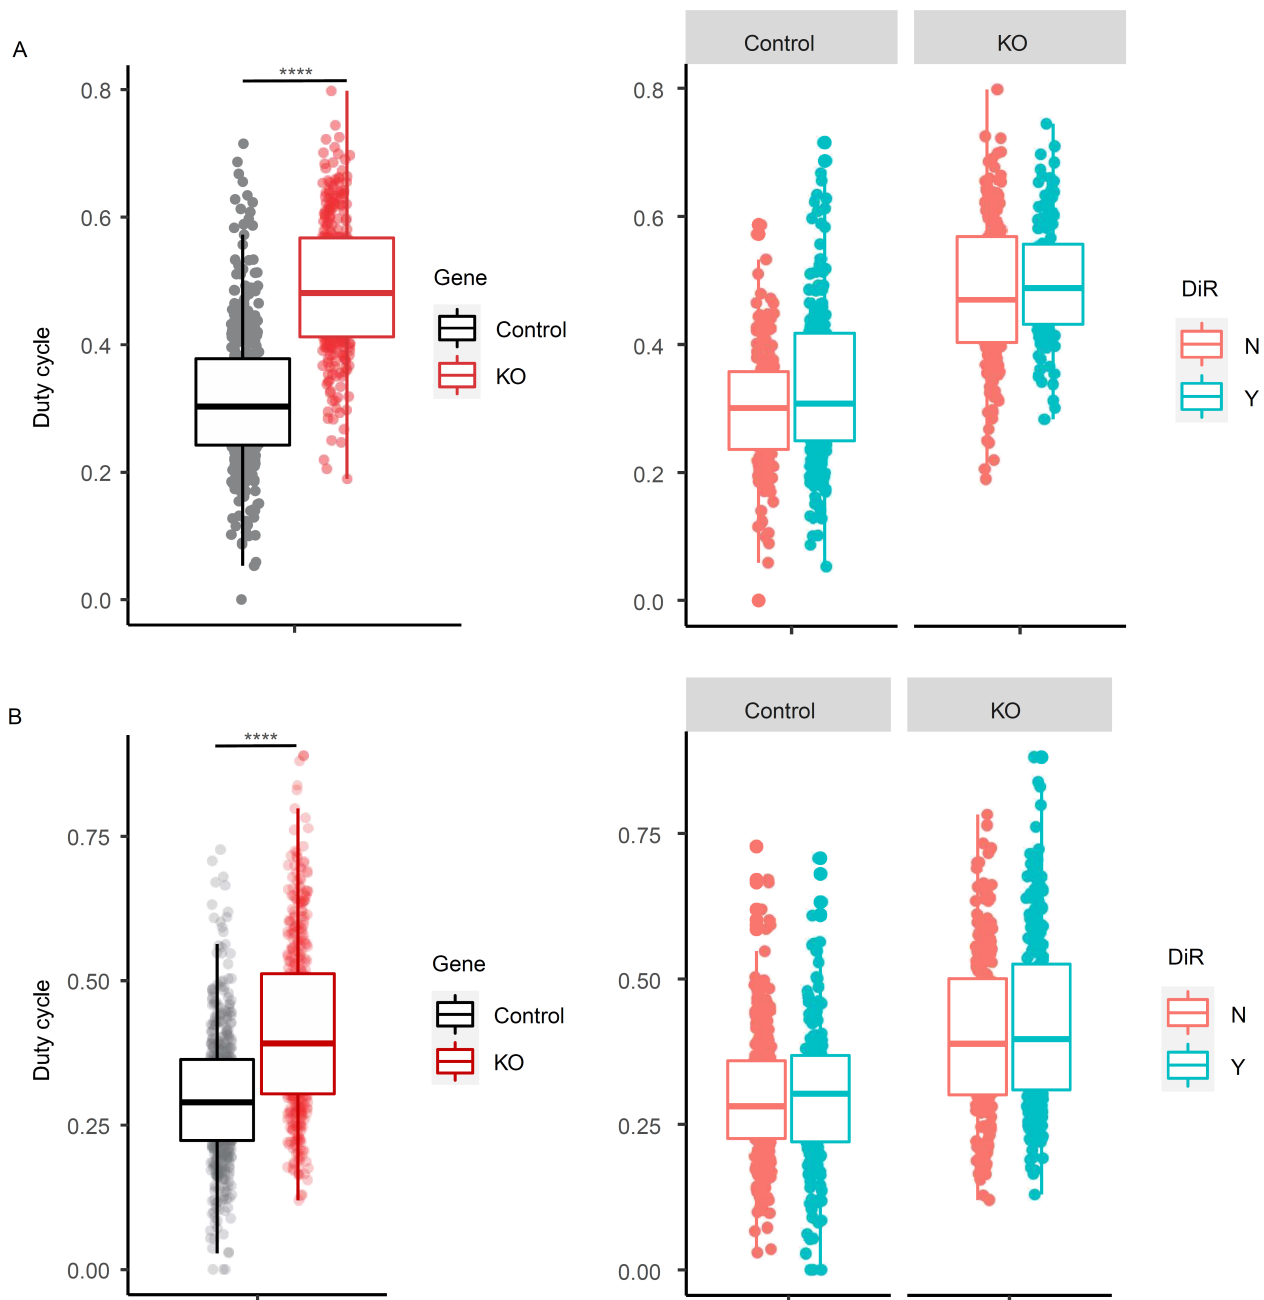 A
Duty cycle
0.8
0.6
0.4
0.2
0.0
****
Gene
Control
KO
Control
KO
0.8
0.6
0.4
0.2
0.0
DiR
N
Y
B
Duty cycle
0.75
0.50
0.25
0.00
****
Gene
Control
KO
Control
KO
0.75
0.50
0.25
0.00
DiR
N
Y